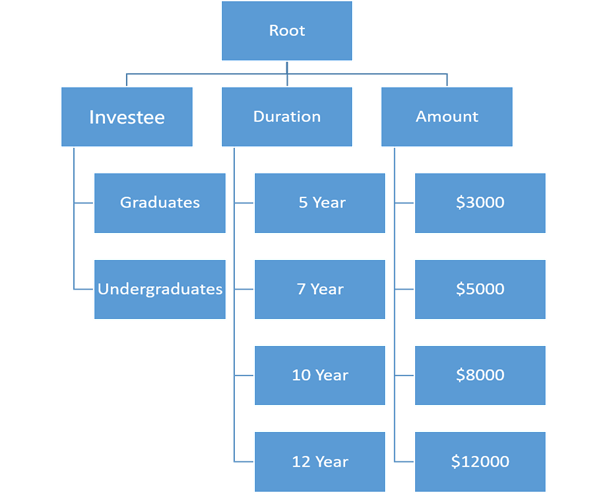 Root
Investee
Duration
Amount
Graduates
5 Year
$3000
Undergraduates
7 Year
$5000
10 Year
$8000
12 Year
$12000